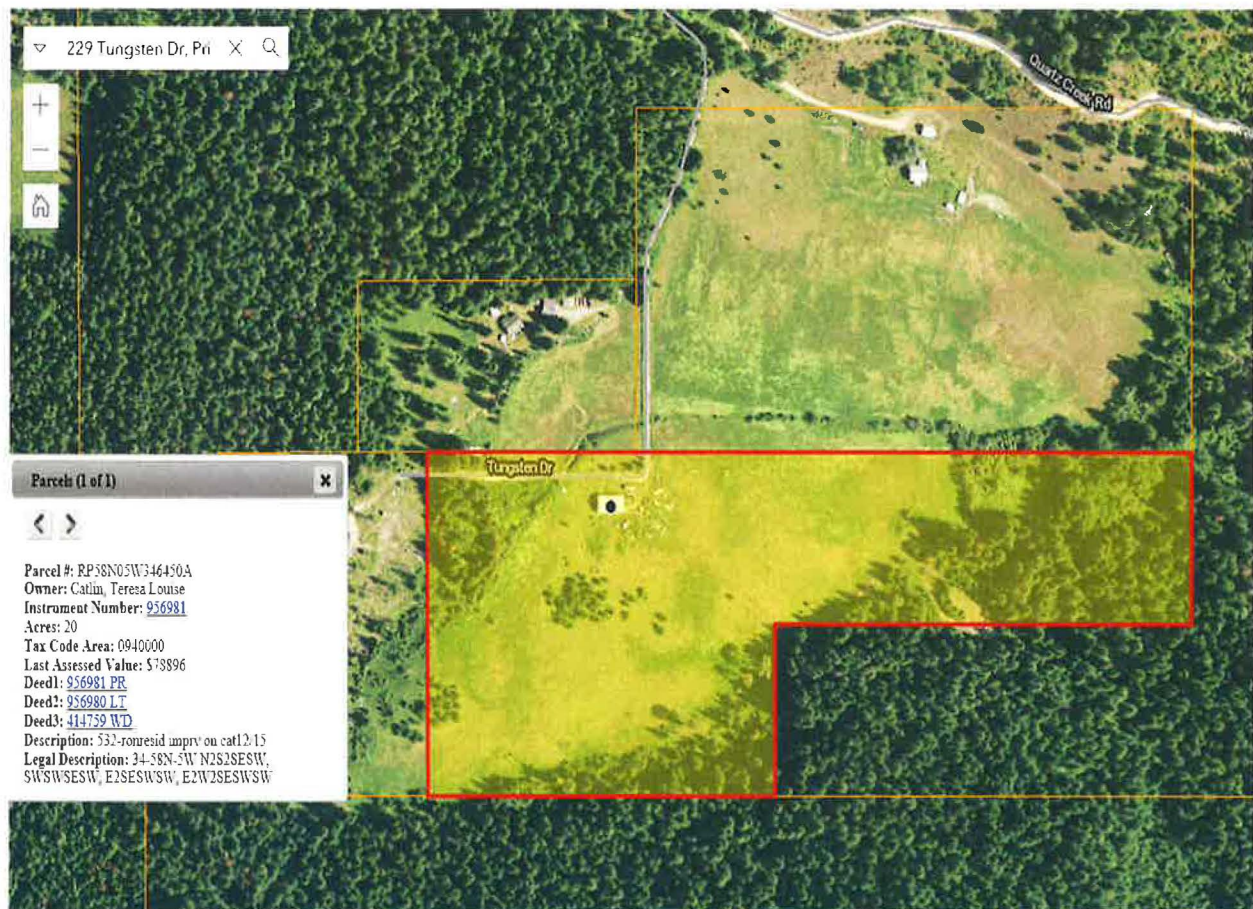 229 Tungsten Dr, Pri
Quartz Creek Rd
Tungsten Dr
Parcels (1 of 1)
Parcel #: RP58N05W346450A
Owner: Catlin, Teresa Louise
Instrument Number: 956981
Acres: 20
Tax Code Area: 0940000
Last Assessed Value: $78896
Deed1: 956981 PR
Deed2: 956980 LT
Deed3: 414759 WD
Description: 532-ronresid imprv on cat12/15
Legal Description: 34-58N-5W N2S2SESW,
SWSWSESW, E2SESWSW, E2W2SESWSW